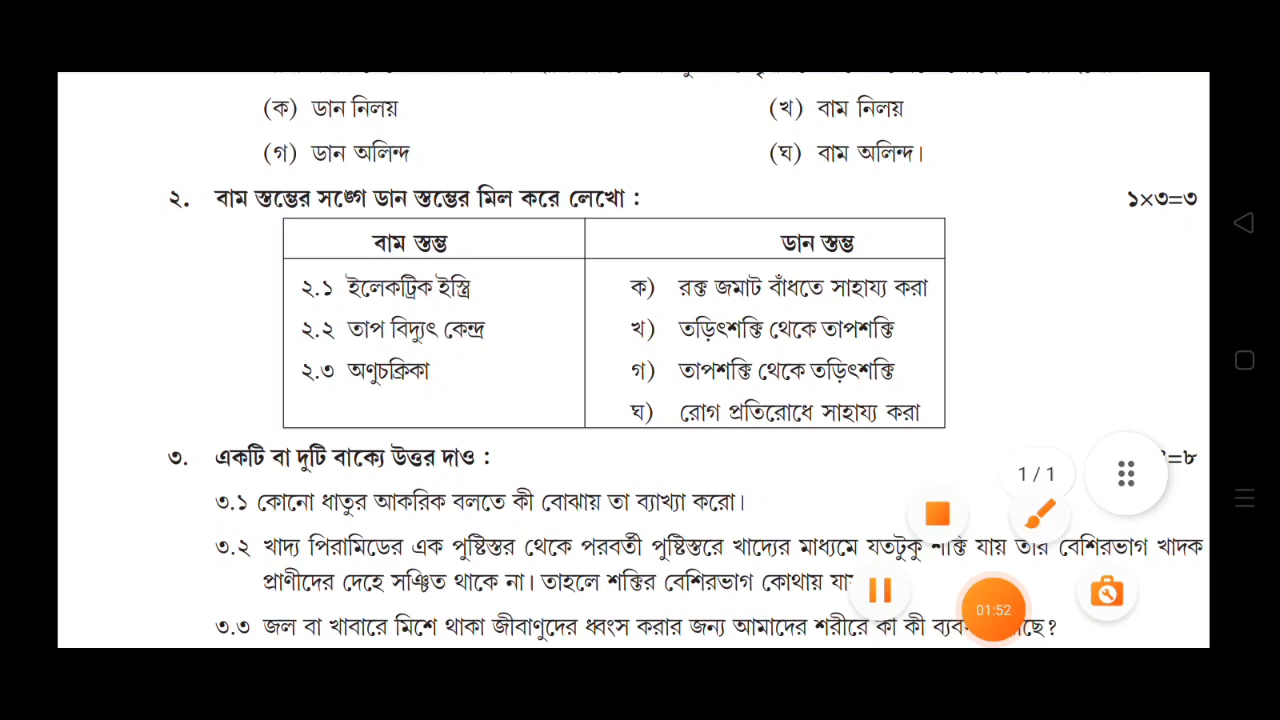 (ক) ডান নিলয় (খ) বাম নিলয়
(গ) ডান অলিন্দ (ঘ) বাম অলিন্দ।
২. বাম স্তম্ভের সঙ্গে ডান স্তম্ভের মিল করে লেখো : ১×৩=৩
বাম স্তম্ভ ডান স্তম্ভ
২.১ ইলেকট্রিক ইস্ত্রি ক) রক্ত জমাট বাঁধতে সাহায্য করা
২.২ তাপ বিদ্যুৎ কেন্দ্র খ) তড়িৎশক্তি থেকে তাপশক্তি
২.৩ অণুচক্রিকা গ) তাপশক্তি থেকে তড়িৎশক্তি
ঘ) রোগ প্রতিরোধে সাহায্য করা
৩. একটি বা দুটি বাক্যে উত্তর দাও : =৮
1/1
৩.১ কোনো ধাতুর আকরিক বলতে কী বোঝায় তা ব্যাখ্যা করো।
৩.২ খাদ্য পিরামিডের এক পুষ্টিস্তর থেকে পরবর্তী পুষ্টিস্তরে খাদ্যের মাধ্যমে যতটুকু শক্তি যায় তার বেশিরভাগ খাদক
প্রাণীদের দেহে সঞ্চিত থাকে না। তাহলে শক্তির বেশিরভাগ কোথায়
01:52
৩.৩ জল বা খাবারে মিশে থাকা জীবাণুদের ধ্বংস করার জন্য আমাদের শরীরে কী কী